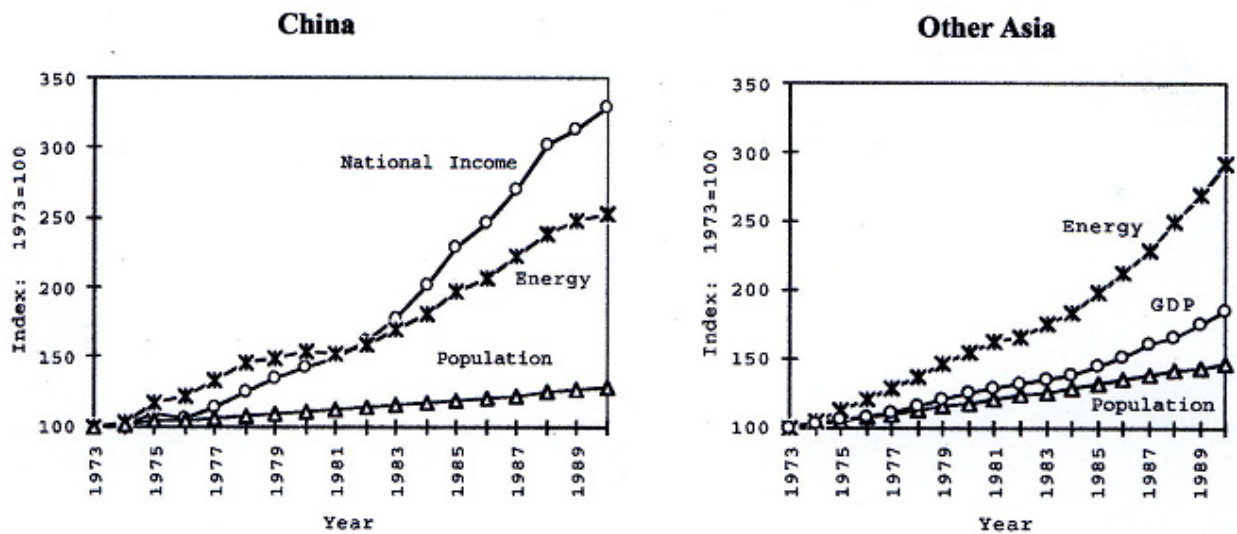 China
350
300
250
200
150
100
Index: 1973=100
National Income
Energy
Population
1973
1975
1977
1979
1981
1983
1985
1987
1989
Year
Other Asia
350
300
250
200
150
100
Index: 1973=100
Energy
GDP
Population
1973
1975
1977
1979
1981
1983
1985
1987
1989
Year